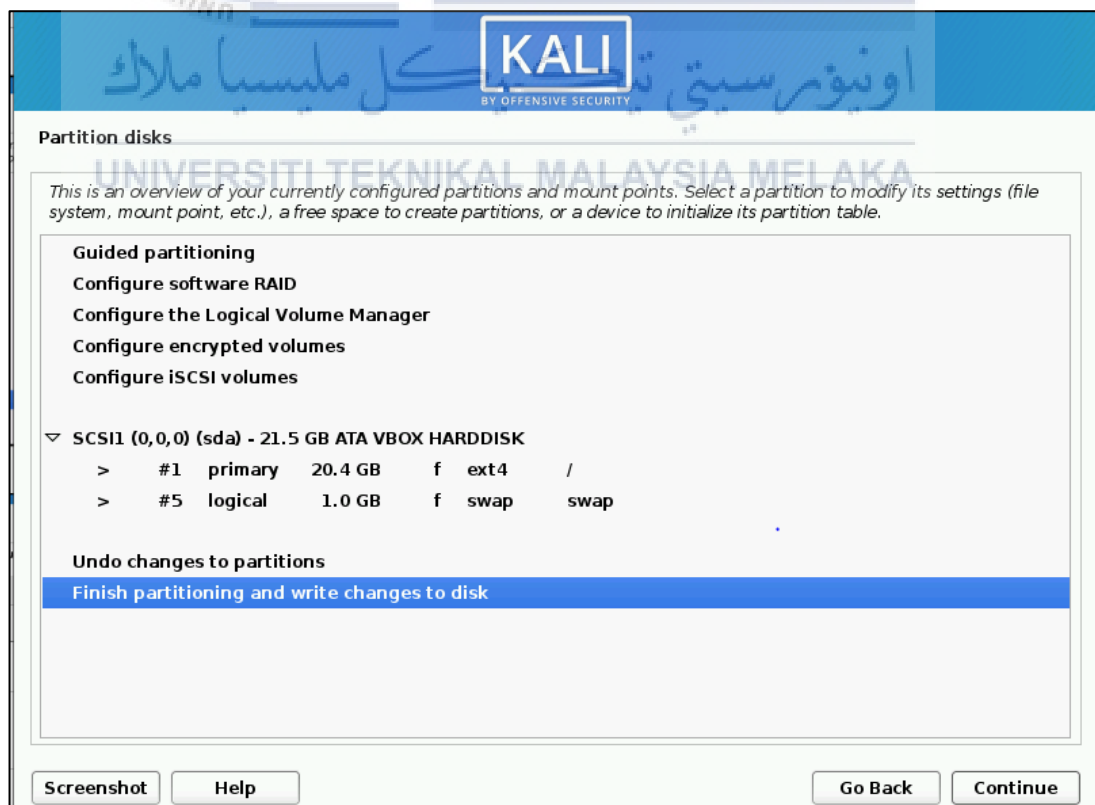 KALI
BY OFFENSIVE SECURITY
اونيۏرسيتي تيکنيکل مليسيا ملاك
Partition disks
UNIVERSITI TEKNIKAL MALAYSIA MELAKA
This is an overview of your currently configured partitions and mount points. Select a partition to modify its settings (file
system, mount point, etc.), a free space to create partitions, or a device to initialize its partition table.
Guided partitioning
Configure software RAID
Configure the Logical Volume Manager
Configure encrypted volumes
Configure iSCSI volumes
SCSI1 (0,0,0) (sda) - 21.5 GB ATA VBOX HARDDISK
> #1 primary 20.4 GB f ext4 /
> #5 logical 1.0 GB f swap swap
Undo changes to partitions
Finish partitioning and write changes to disk
Screenshot Help Go Back Continue